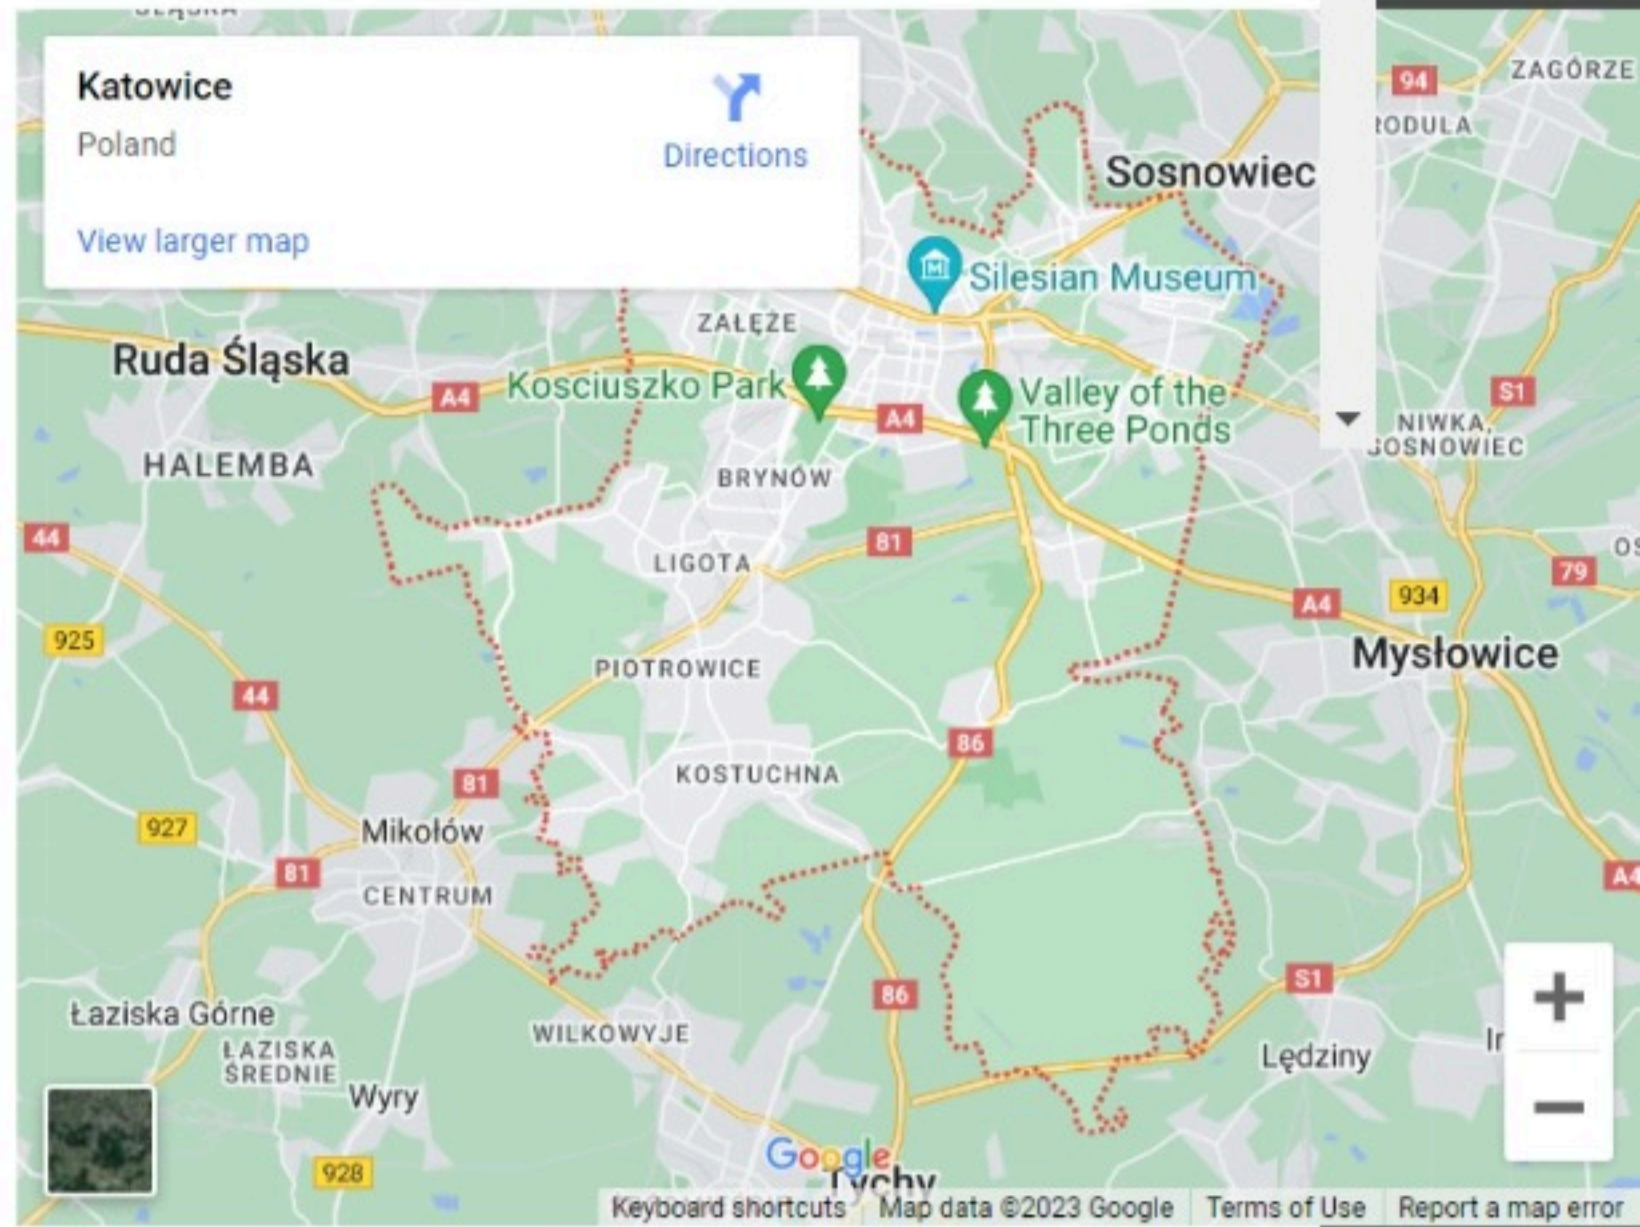 Katowice
Poland
Directions
View larger map
94
ZAGÓRZE
Sosnowiec
Silesian Museum
ZAŁĘŻE
Ruda Śląska
Kosciuszko Park
A4
A4
Valley of the
Three Ponds
S1
NIWKA,
HALEMBA
BRYNÓW
44
81
LIGOTA
79
A4
934
925
Mysłowice
PIOTROWICE
44
86
KOSTUCHNA
81
927
Mikołów
81
A4
CENTRUM
S1
86
Łaziska Górne
WILKOWYJE
ŁAZISKA
ŚREDNIE
Lędziny
Wyry
928
Google
Tychy
Keyboard shortcuts
Map data ©2023 Google
Terms of Use
Report a map error